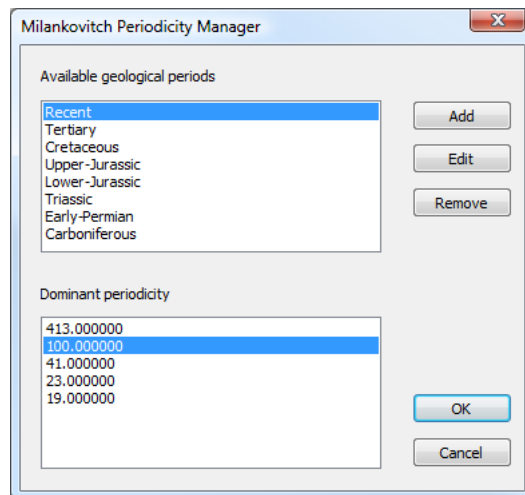 Milankovitch Periodicity Manager
Available geological periods
Recent
Tertiary
Cretaceous
Upper-Jurassic
Lower-Jurassic
Triassic
Early-Permian
Carboniferous
Add
Edit
Remove
Dominant periodicity
413.000000
100.000000
41.000000
23.000000
19.000000
OK
Cancel